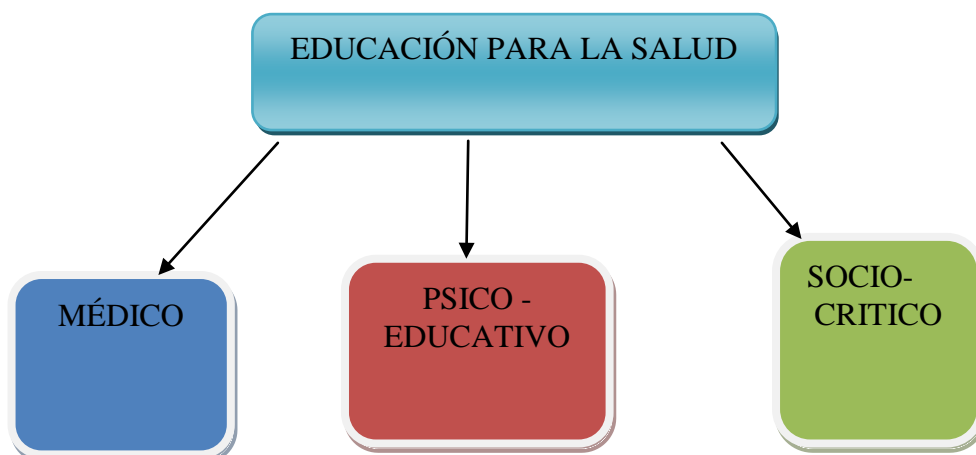 EDUCACIÓN PARA LA SALUD
MÉDICO
PSICO -
EDUCATIVO
SOCIO-
CRITICO